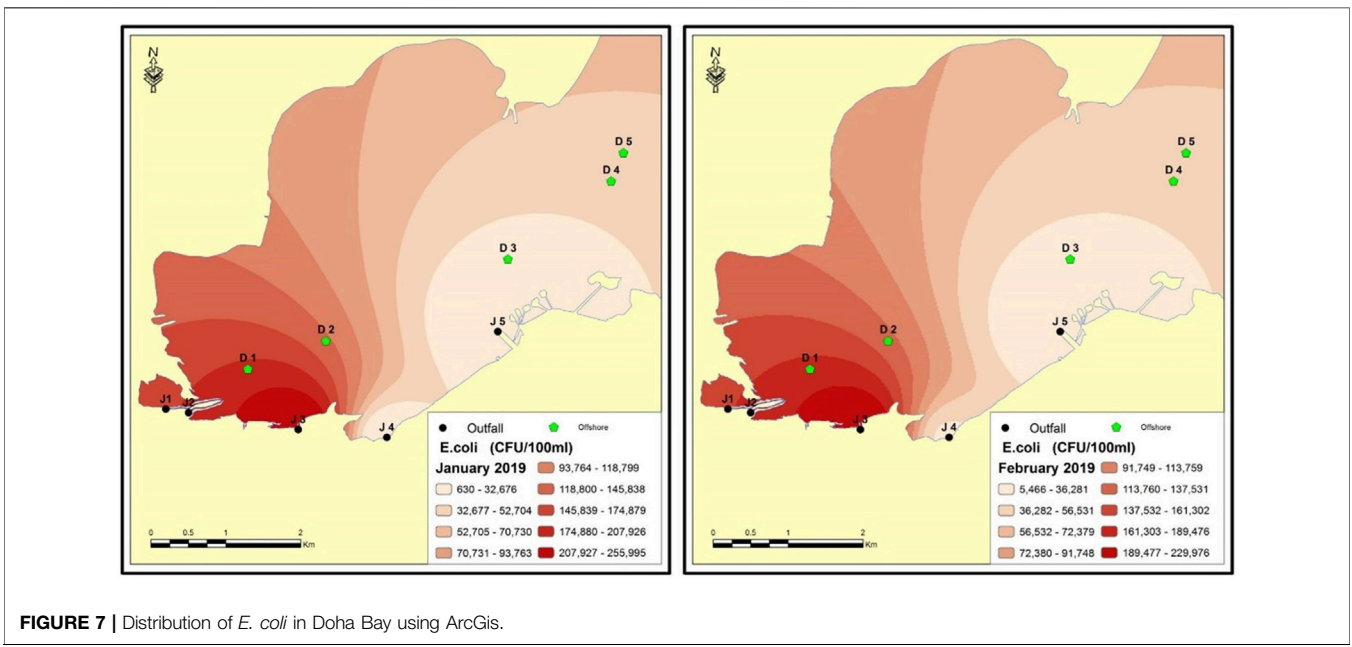 N
D 5
D 4
D 3
J 5
D 2
D 1
J1
J2
J 3
J 4
Outfall
Offshore
E.coli (CFU/100ml)
January 2019
93,764 - 118,799
630 - 32,676
118,800 - 145,838
32,677 - 52,704
145,839 - 174,879
52,705 - 70,730
174,880 - 207,926
70,731 - 93,763
207,927 - 255,995
0 0.5 1 2
Km
N
D 5
D 4
D 3
J 5
D 2
D 1
J1
J2
J 3
J 4
Outfall
Offshore
E.coli (CFU/100ml)
February 2019
91,749 - 113,759
5,466 - 36,281
113,760 - 137,531
36,282 - 56,531
137,532 - 161,302
56,532 - 72,379
161,303 - 189,476
72,380 - 91,748
189,477 - 229,976
0 0.5 1 2
Km
FIGURE 7 | Distribution of E. coli in Doha Bay using ArcGis.